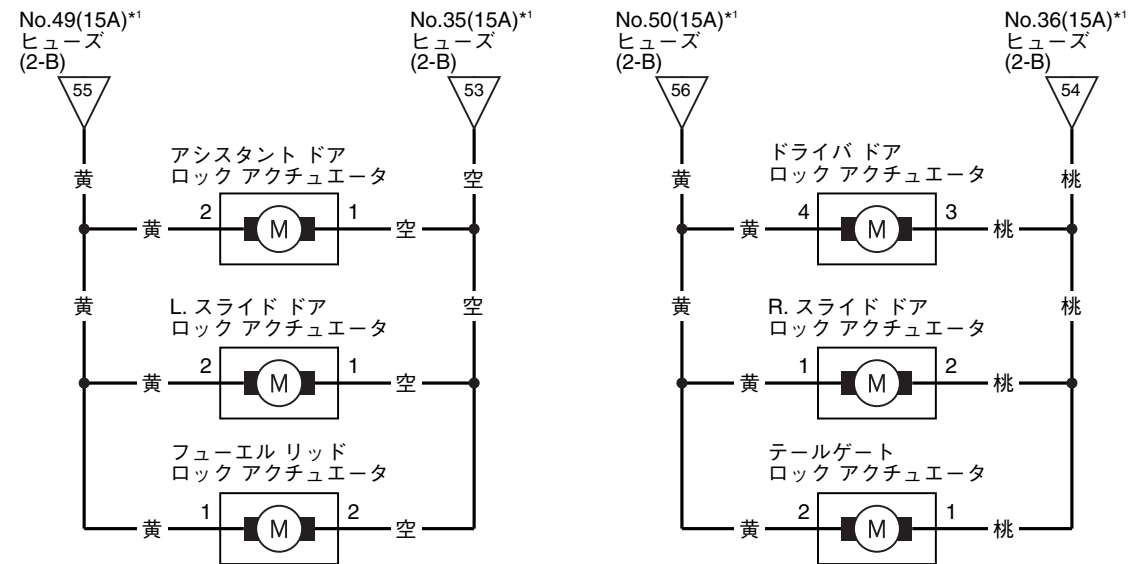 No.49(15A)*1
ヒューズ
(2-B)
55
No.35(15A)*1
ヒューズ
(2-B)
53
黄
空
アシスタント ドア
ロック アクチュエータ
黄
2
M
1
空
黄
空
L. スライド ドア
ロック アクチュエータ
黄
2
M
1
空
フューエル リッド
ロック アクチュエータ
黄
1
M
2
空
No.50(15A)*1
ヒューズ
(2-B)
56
No.36(15A)*1
ヒューズ
(2-B)
54
黄
桃
ドライバ ドア
ロック アクチュエータ
黄
4
M
3
桃
黄
桃
R. スライド ドア
ロック アクチュエータ
黄
1
M
2
桃
テールゲート
ロック アクチュエータ
黄
2
M
1
桃